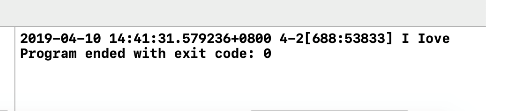 2019-04-10 14:41:31.579236+0800 4-2[688:53833] I Iove
Program ended with exit code: 0